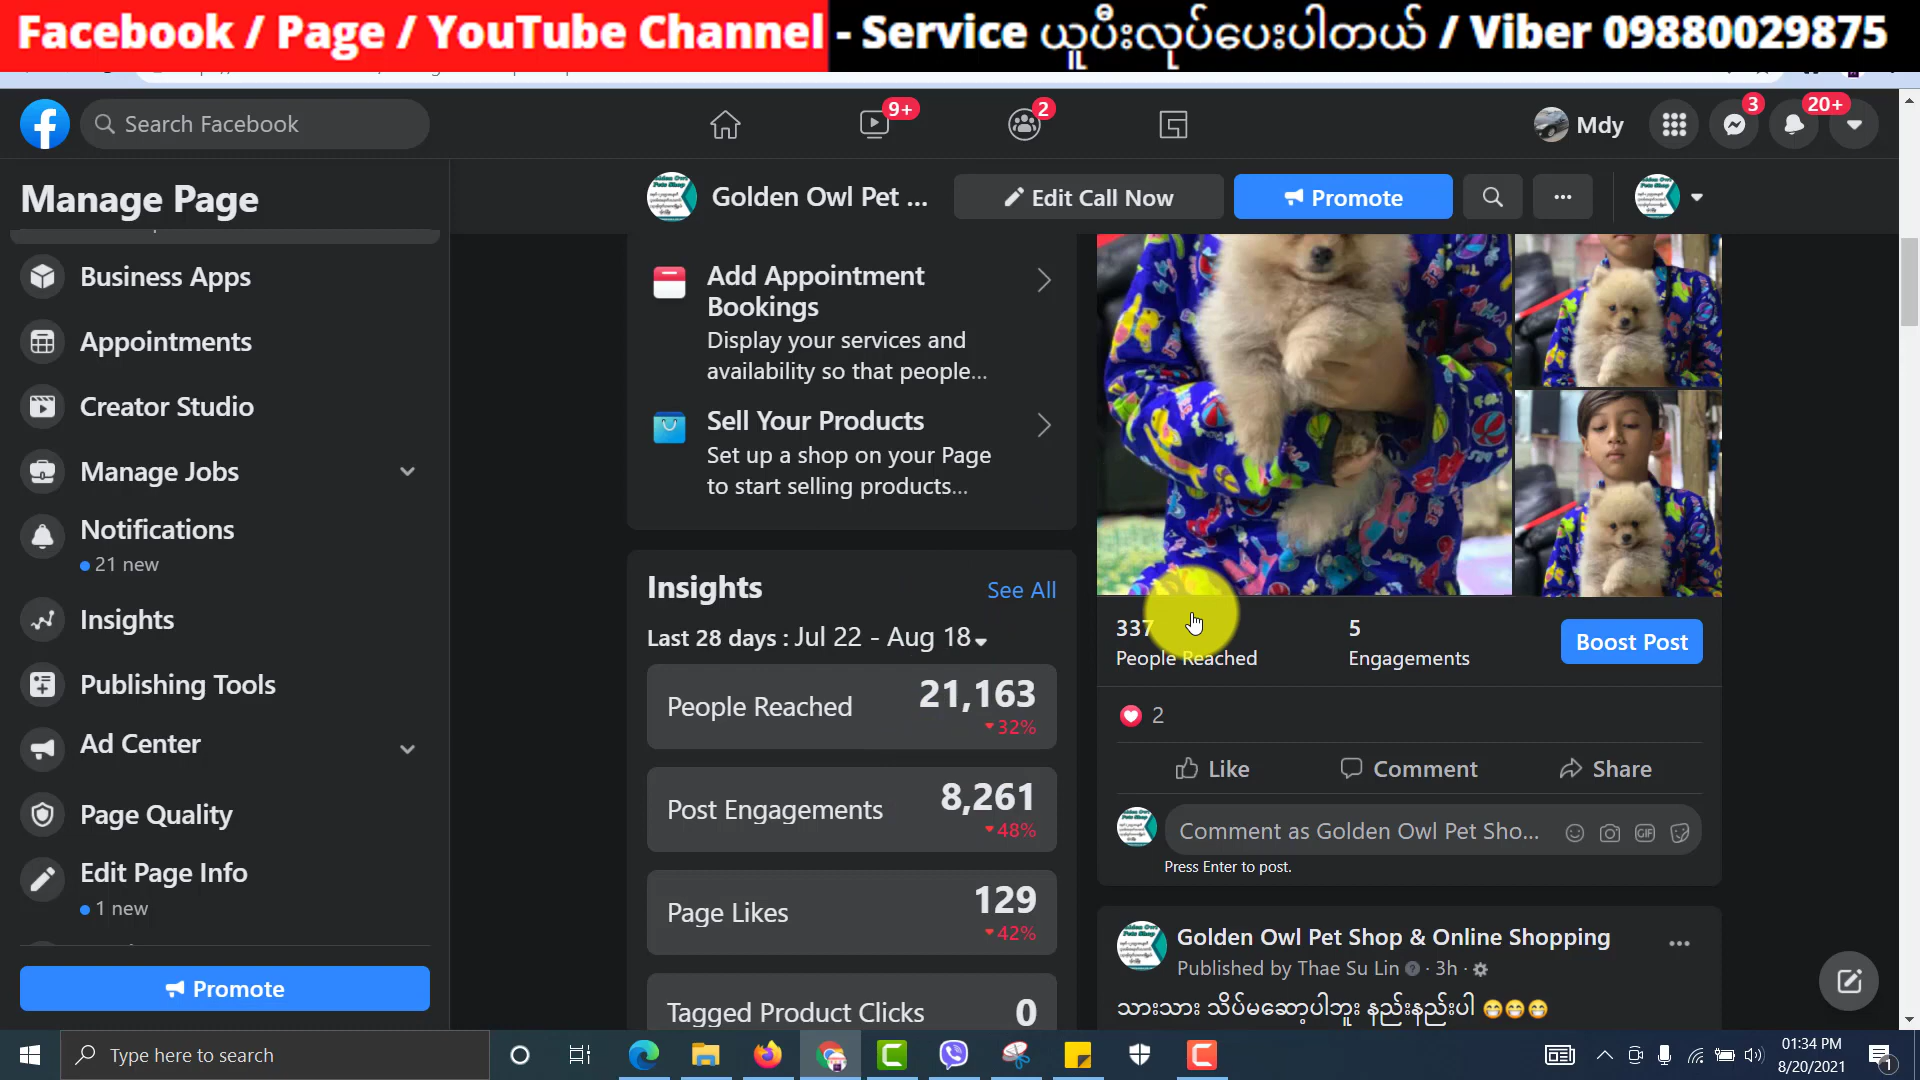 Facebook / Page / YouTube Channel - Service ယူပီးလုပ်ပေးပါတယ် / Viber 09880029875
Search Facebook
9+
2
Mdy
3
20+
Manage Page
Golden Owl Pet ...
Edit Call Now
Promote
Business Apps
Appointments
Creator Studio
Manage Jobs
Notifications
21 new
Insights
Publishing Tools
Ad Center
Page Quality
Edit Page Info
1 new
Promote
Add Appointment
Bookings
Display your services and
availability so that people...
Sell Your Products
Set up a shop on your Page
to start selling products...
Insights
See All
Last 28 days : Jul 22 - Aug 18
People Reached
21,163
32%
Post Engagements
8,261
48%
Page Likes
129
42%
Tagged Product Clicks
0
337
People Reached
5
Engagements
Boost Post
2
Like
Comment
Share
Comment as Golden Owl Pet Sho...
GIF
Press Enter to post.
Golden Owl Pet Shop & Online Shopping
Published by Thae Su Lin · 3h ·
သားသား သိပ်မဆော့ပါဘူး နည်းနည်းပါ 😁😁😁
Type here to search
01:34 PM
8/20/2021
1